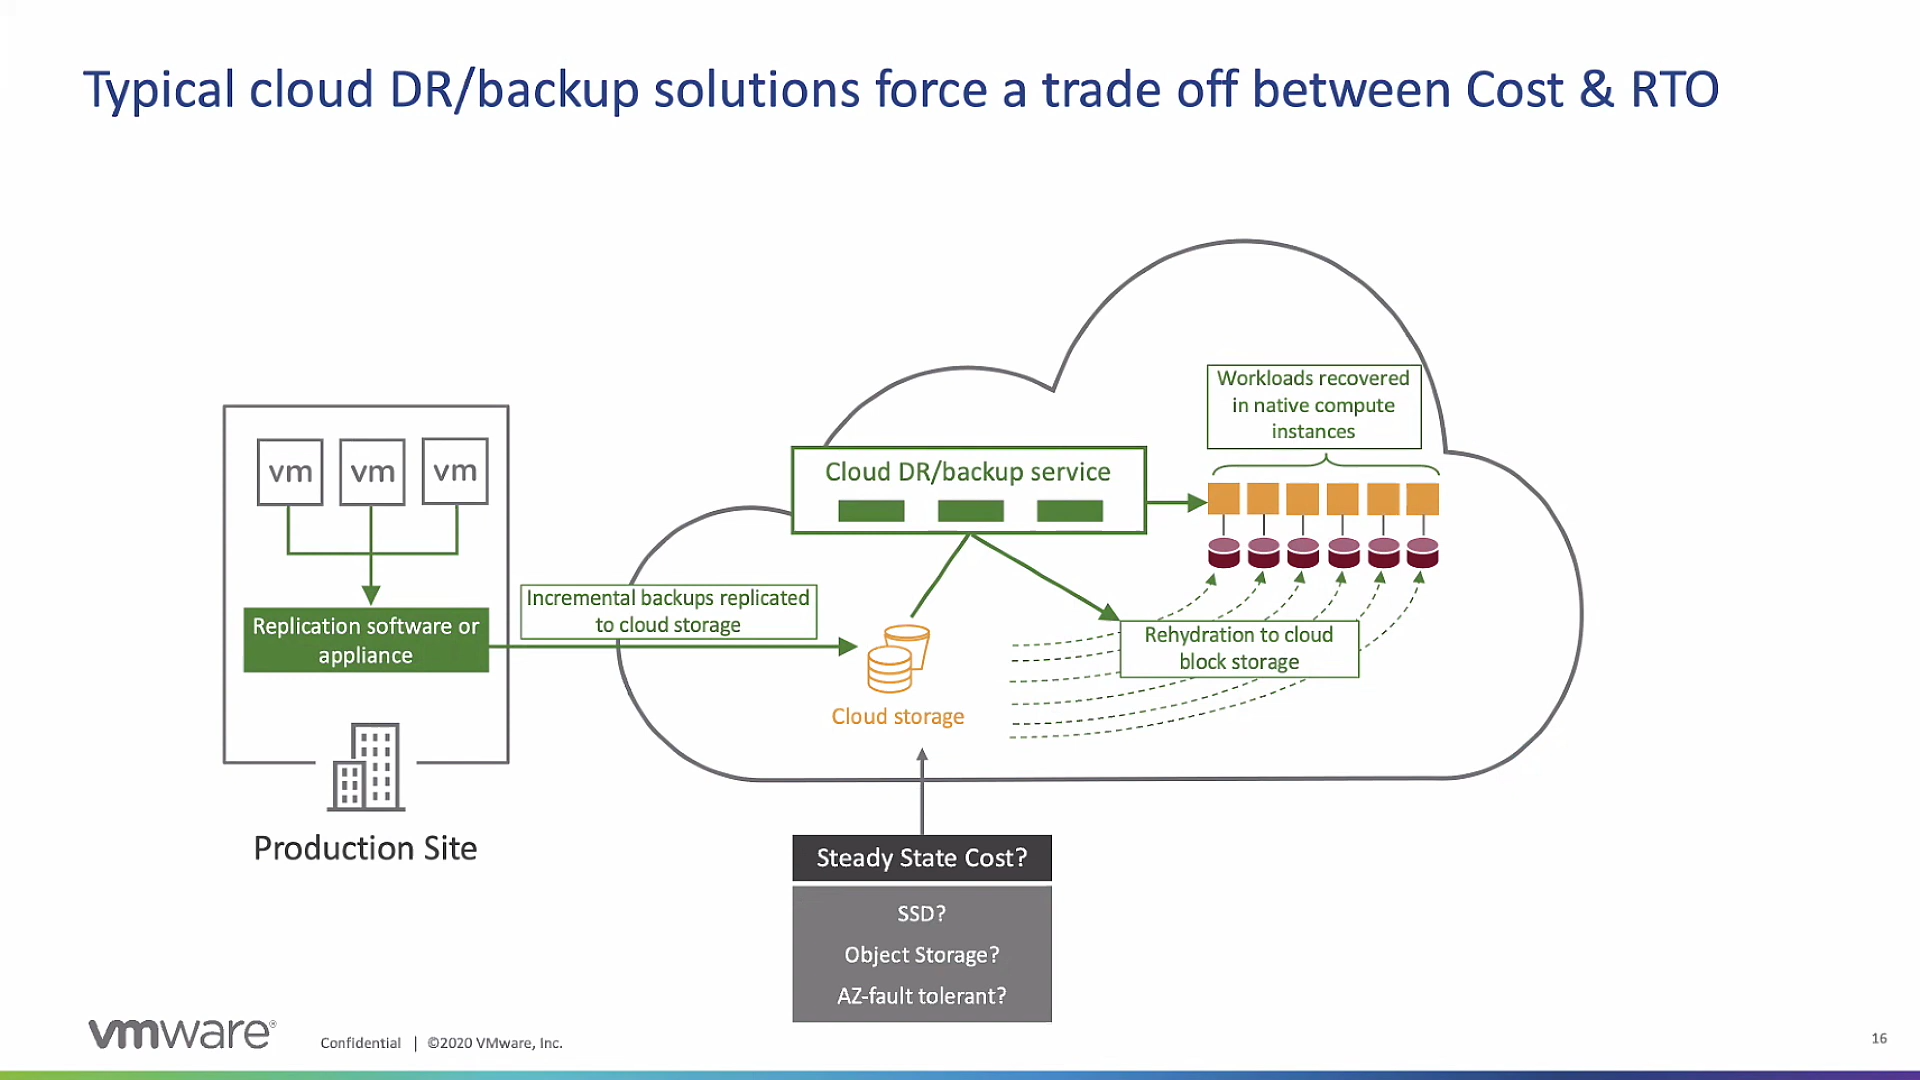 Typical cloud DR/backup solutions force a trade off between Cost & RTO
Workloads recovered
in native compute
instances
vm vm vm
Cloud DR/backup service
Incremental backups replicated
to cloud storage
Replication software or
appliance
Rehydration to cloud
block storage
Cloud storage
Production Site
Steady State Cost?
SSD?
Object Storage?
AZ-fault tolerant?
vmware®
Confidential | ©2020 VMware, Inc.
16